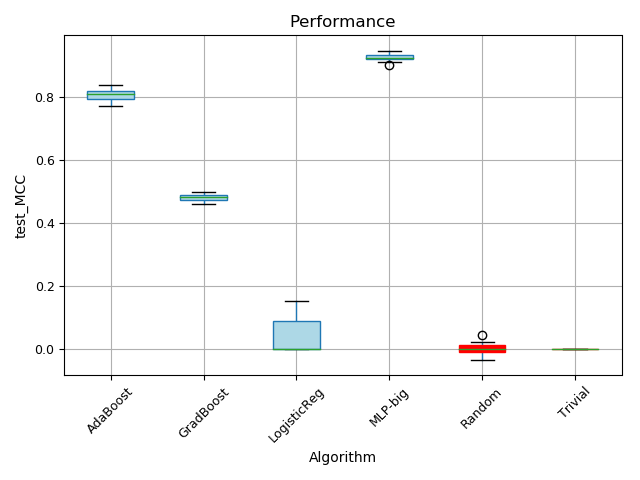 Performance
test_MCC
0.8
0.6
0.4
0.2
0.0
AdaBoost
GradBoost
LogisticReg
MLP-big
Random
Trivial
Algorithm